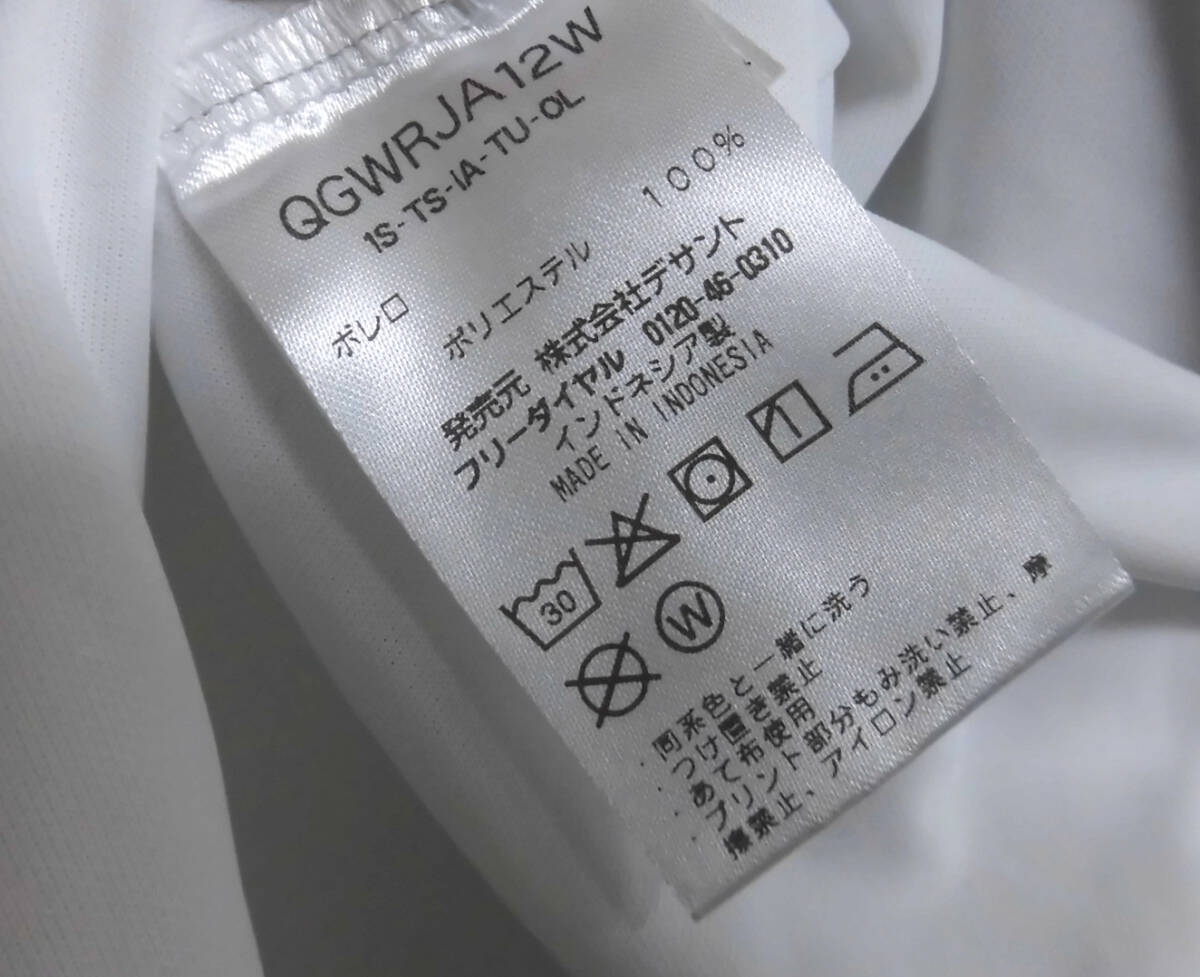 QGWRJA12W
1S-TS-IA-TU-OL
ボレロ
ポリエステル 100%
発売元 株式会社デサント
フリーダイヤル 0120-46-0310
インドネシア製
MADE IN INDONESIA
30
1
W
・同系色と一緒に洗う
・つけ置き禁止
・あて布使用
・プリント部分もみ洗い禁止、摩
擦禁止、アイロン禁止